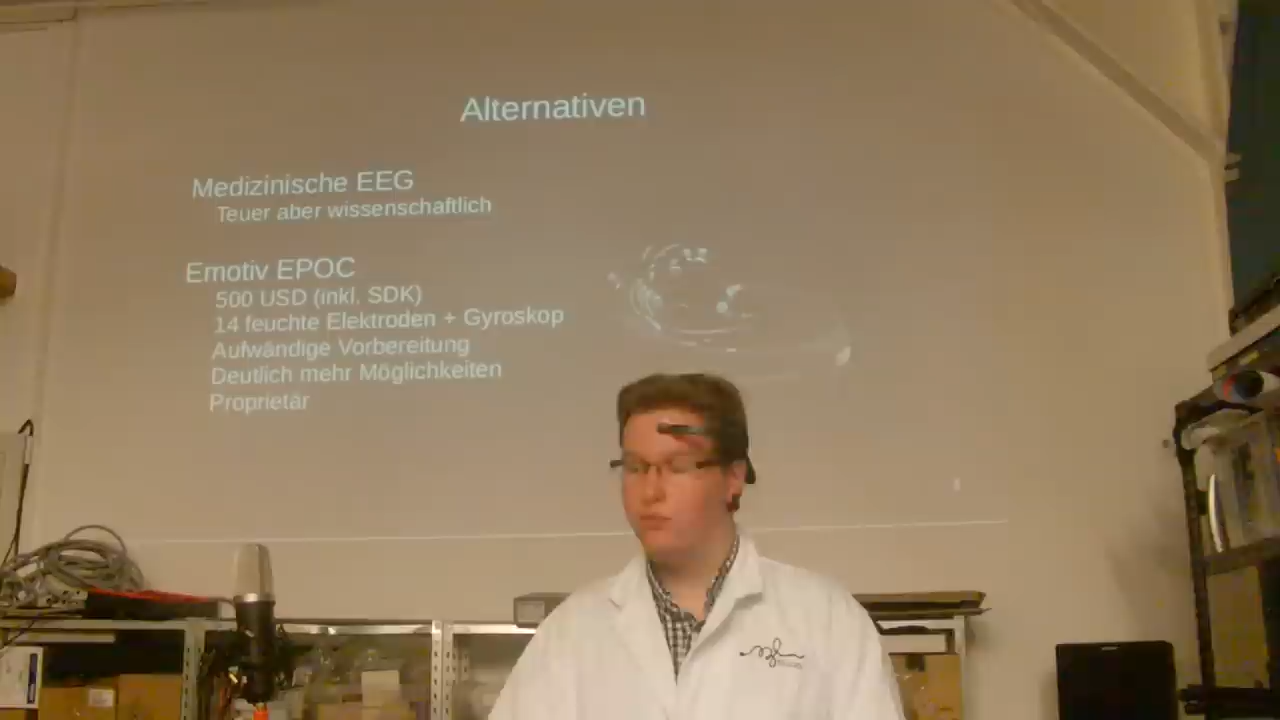 Alternativen
Medizinische EEG
Teuer aber wissenschaftlich
Emotiv EPOC
500 USD (inkl. SDK)
14 feuchte Elektroden + Gyroskop
Aufwändige Vorbereitung
Deutlich mehr Möglichkeiten
Proprietär